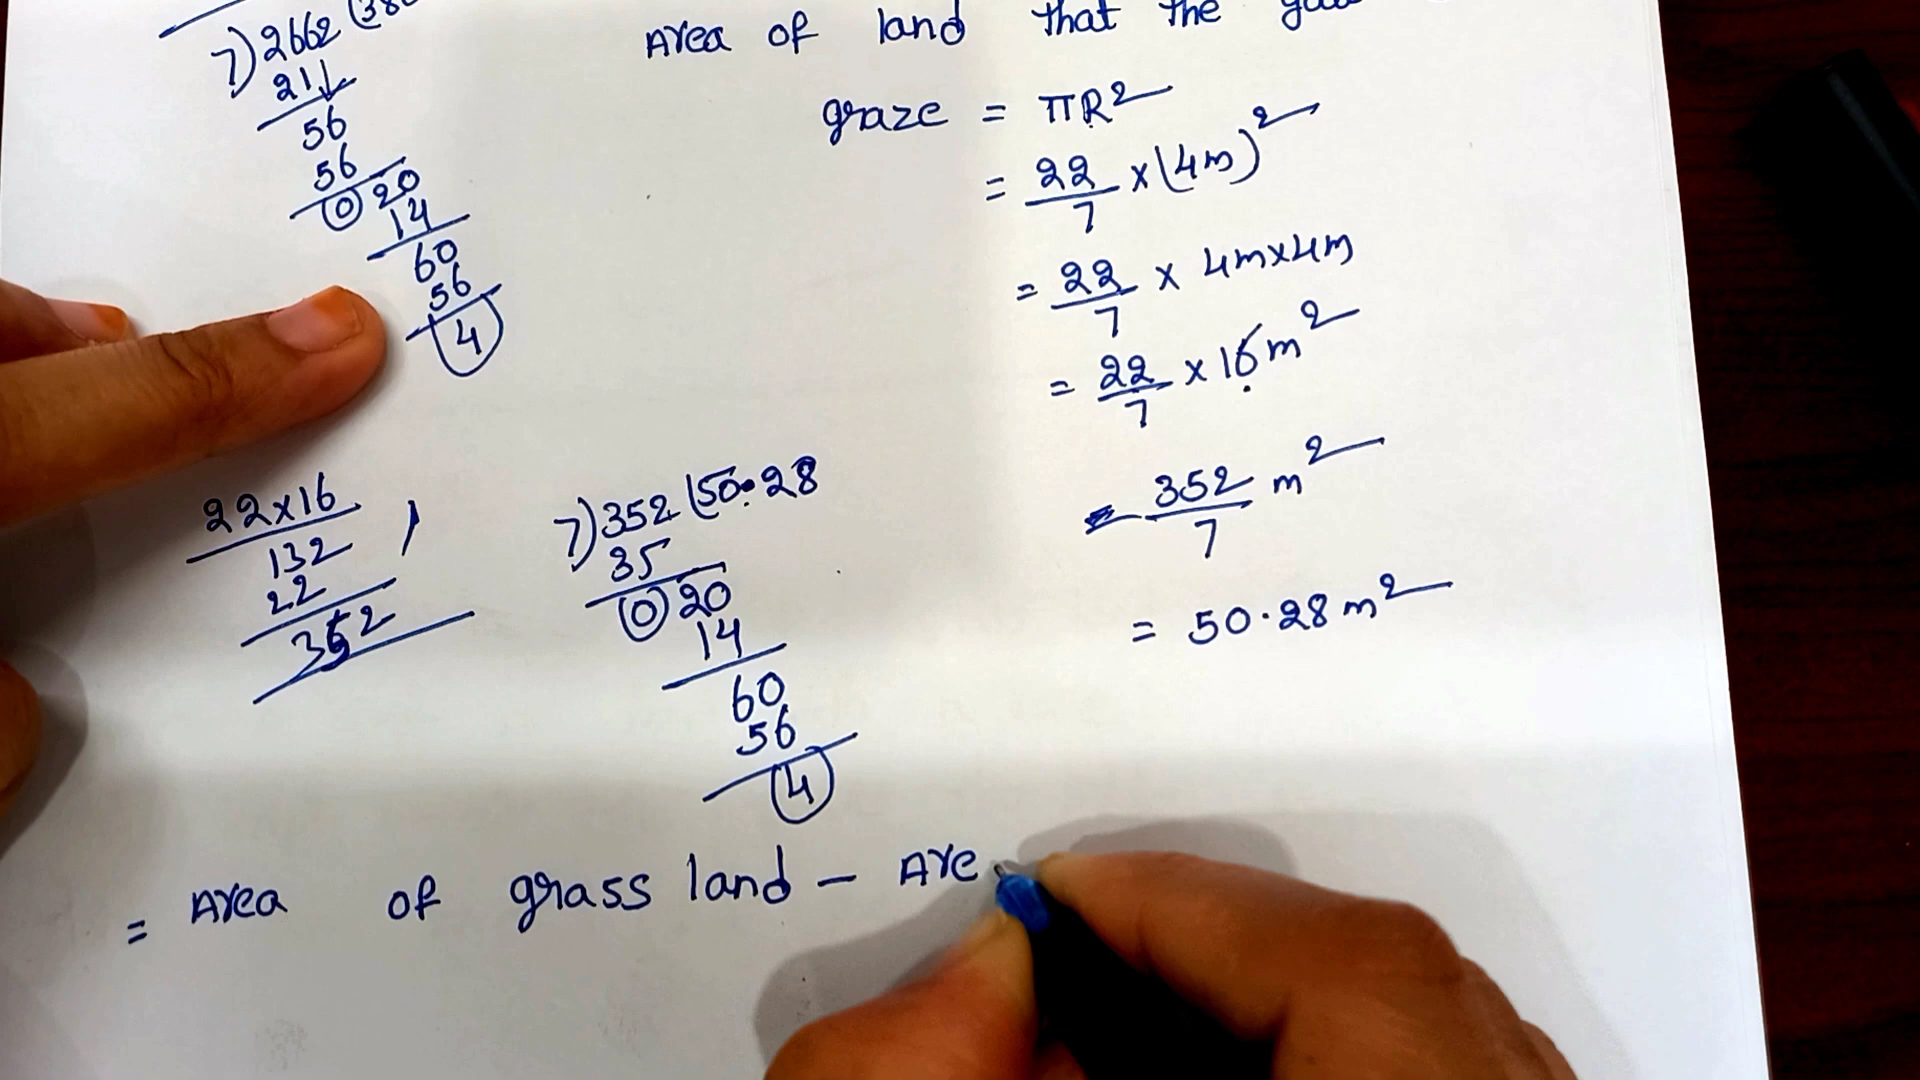 7)2662(38
21↓
56
56
0 20
14
60
56
4
Area of land that the
graze = πR²
= 22/7 × (4m)²
= 22/7 × 4m×4m
= 22/7 × 16m²
22×16
132
22
352
7)352(50.28
35
0 20
14
60
56
4
= 352/7 m²
= 50.28 m²
= Area of grass land - Are